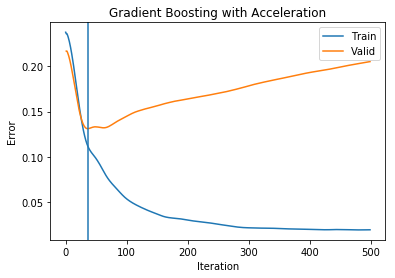 Gradient Boosting with Acceleration
Train
Valid
Error
0.20
0.15
0.10
0.05
0
100
200
300
400
500
Iteration